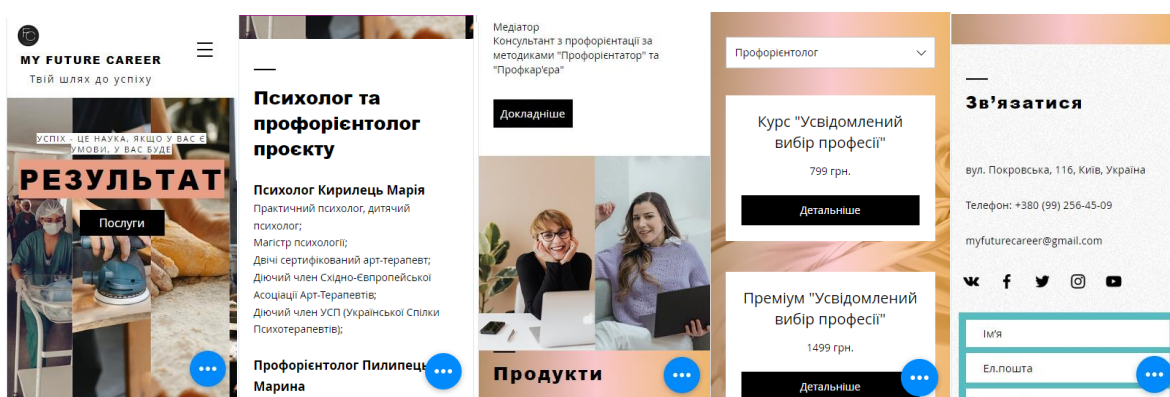 FC
MY FUTURE CAREER
Твій шлях до успіху
УСПІХ - ЦЕ НАУКА, ЯКЩО У ВАС Є
УМОВИ, У ВАС БУДЕ
РЕЗУЛЬТАТ
Послуги
Психолог та
профорієнтолог
проєкту
Психолог Кирилець Марія
Практичний психолог, дитячий
психолог;
Магістр психології;
Двічі сертифікований арт-терапевт;
Діючий член Східно-Європейської
Асоціації Арт-Терапевтів;
Діючий член УСП (Української Спілки
Психотерапевтів);
Профорієнтолог Пилипець
Марина
Медіатор
Консультант з профорієнтації за
методиками "Профорієнтатор" та
"Профкар'єра"
Докладніше
Продукти
Профорієнтолог
Курс "Усвідомлений
вибір професії"
799 грн.
Детальніше
Преміум "Усвідомлений
вибір професії"
1499 грн.
Детальніше
Зв’язатися
вул. Покровська, 116, Київ, Україна
Телефон: +380 (99) 256-45-09
myfuturecareer@gmail.com
Ім'я
Ел.пошта